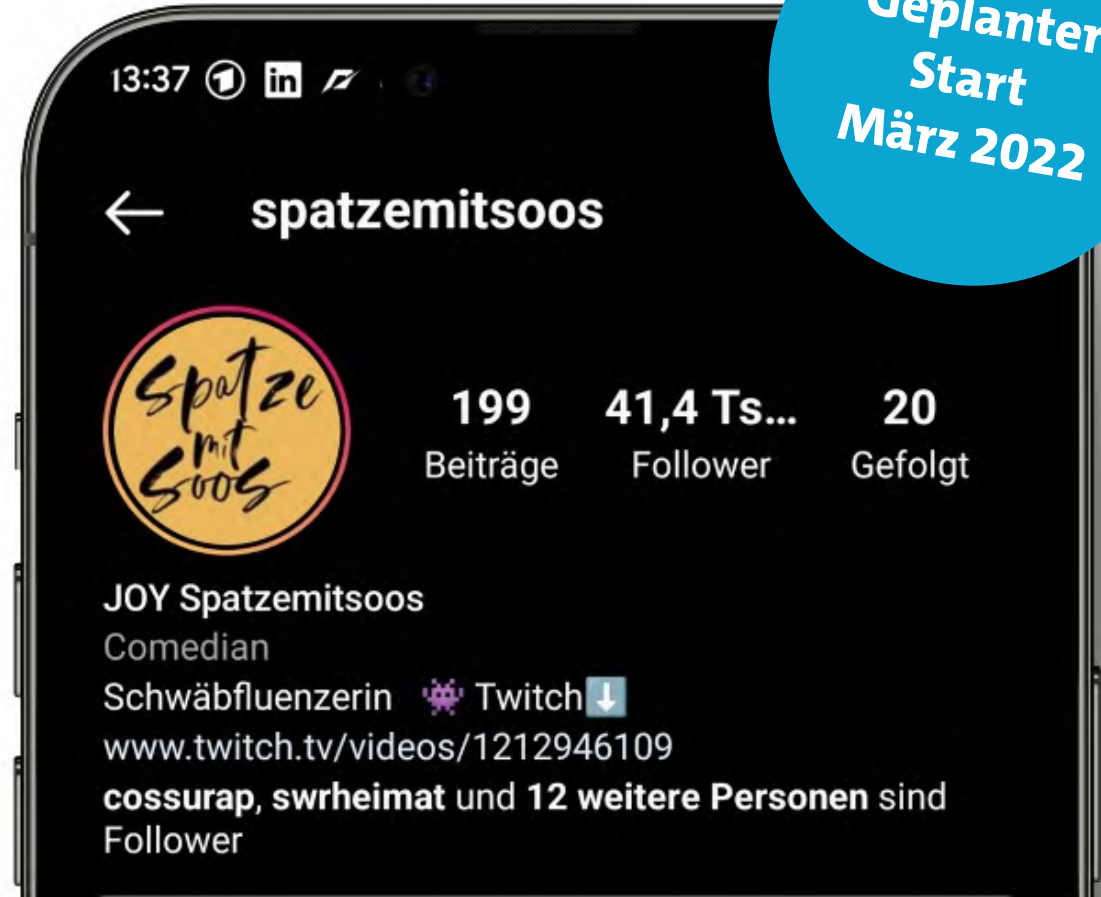 Geplanter
Start
März 2022
13:37
in
spatzemitsoos
Spatze
mit
Soos
199
Beiträge
41,4 Ts...
Follower
20
Gefolgt
JOY Spatzemitsoos
Comedian
Schwäbfluenzerin 👾 Twitch⬇️
www.twitch.tv/videos/1212946109
cossurap, swrheimat und 12 weitere Personen sind
Follower